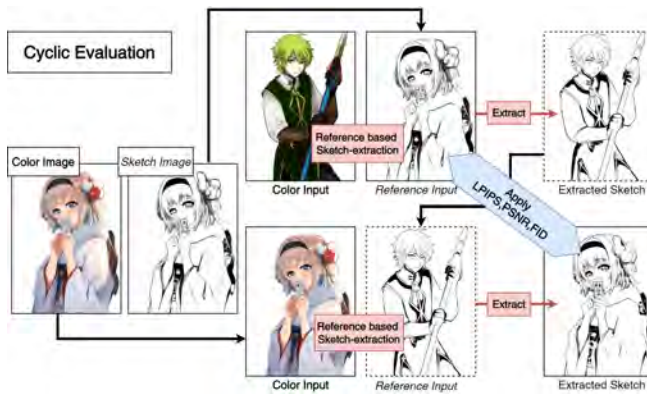 Cyclic Evaluation
Reference based
Sketch-extraction
Extract
Color Input
Reference Input
Extracted Sketch
Color Image
Sketch Image
Apply
LPIPS,PSNR,FID
Reference based
Sketch-extraction
Extract
Color Input
Reference Input
Extracted Sketch